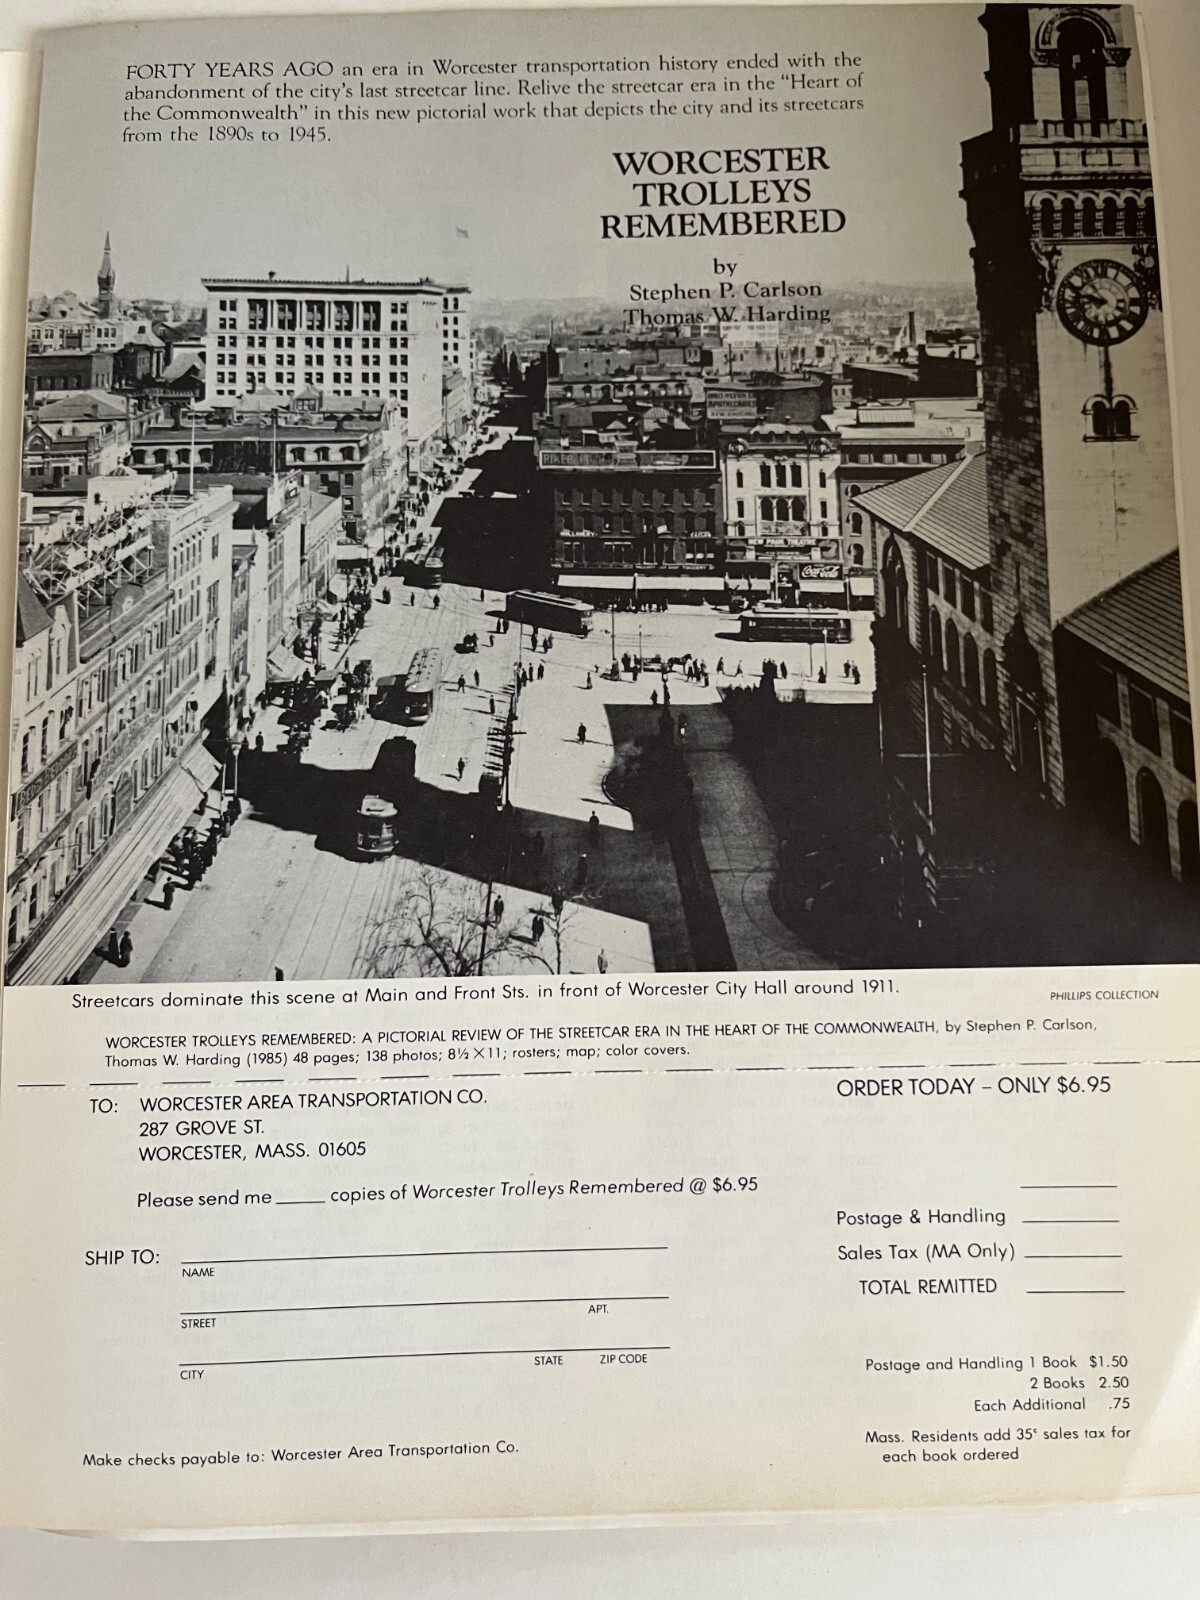 FORTY YEARS AGO an era in Worcester transportation history ended with the
abandonment of the city's last streetcar line. Relive the streetcar era in the "Heart of
the Commonwealth" in this new pictorial work that depicts the city and its streetcars
from the 1890s to 1945.
WORCESTER
TROLLEYS
REMEMBERED
by
Stephen P. Carlson
Thomas W. Harding
NEW PARK THEATRE
Coca-Cola
Streetcars dominate this scene at Main and Front Sts. in front of Worcester City Hall around 1911.
PHILLIPS COLLECTION
WORCESTER TROLLEYS REMEMBERED: A PICTORIAL REVIEW OF THE STREETCAR ERA IN THE HEART OF THE COMMONWEALTH, by Stephen P. Carlson,
Thomas W. Harding (1985) 48 pages; 138 photos; 8½ X 11; rosters; map; color covers.
TO: WORCESTER AREA TRANSPORTATION CO.
287 GROVE ST.
WORCESTER, MASS. 01605
ORDER TODAY – ONLY $6.95
Please send me _____ copies of Worcester Trolleys Remembered @ $6.95
Postage & Handling
Sales Tax (MA Only)
TOTAL REMITTED
SHIP TO:
NAME
STREET APT.
CITY STATE ZIP CODE
Postage and Handling 1 Book $1.50
2 Books 2.50
Each Additional .75
Mass. Residents add 35¢ sales tax for
each book ordered
Make checks payable to: Worcester Area Transportation Co.